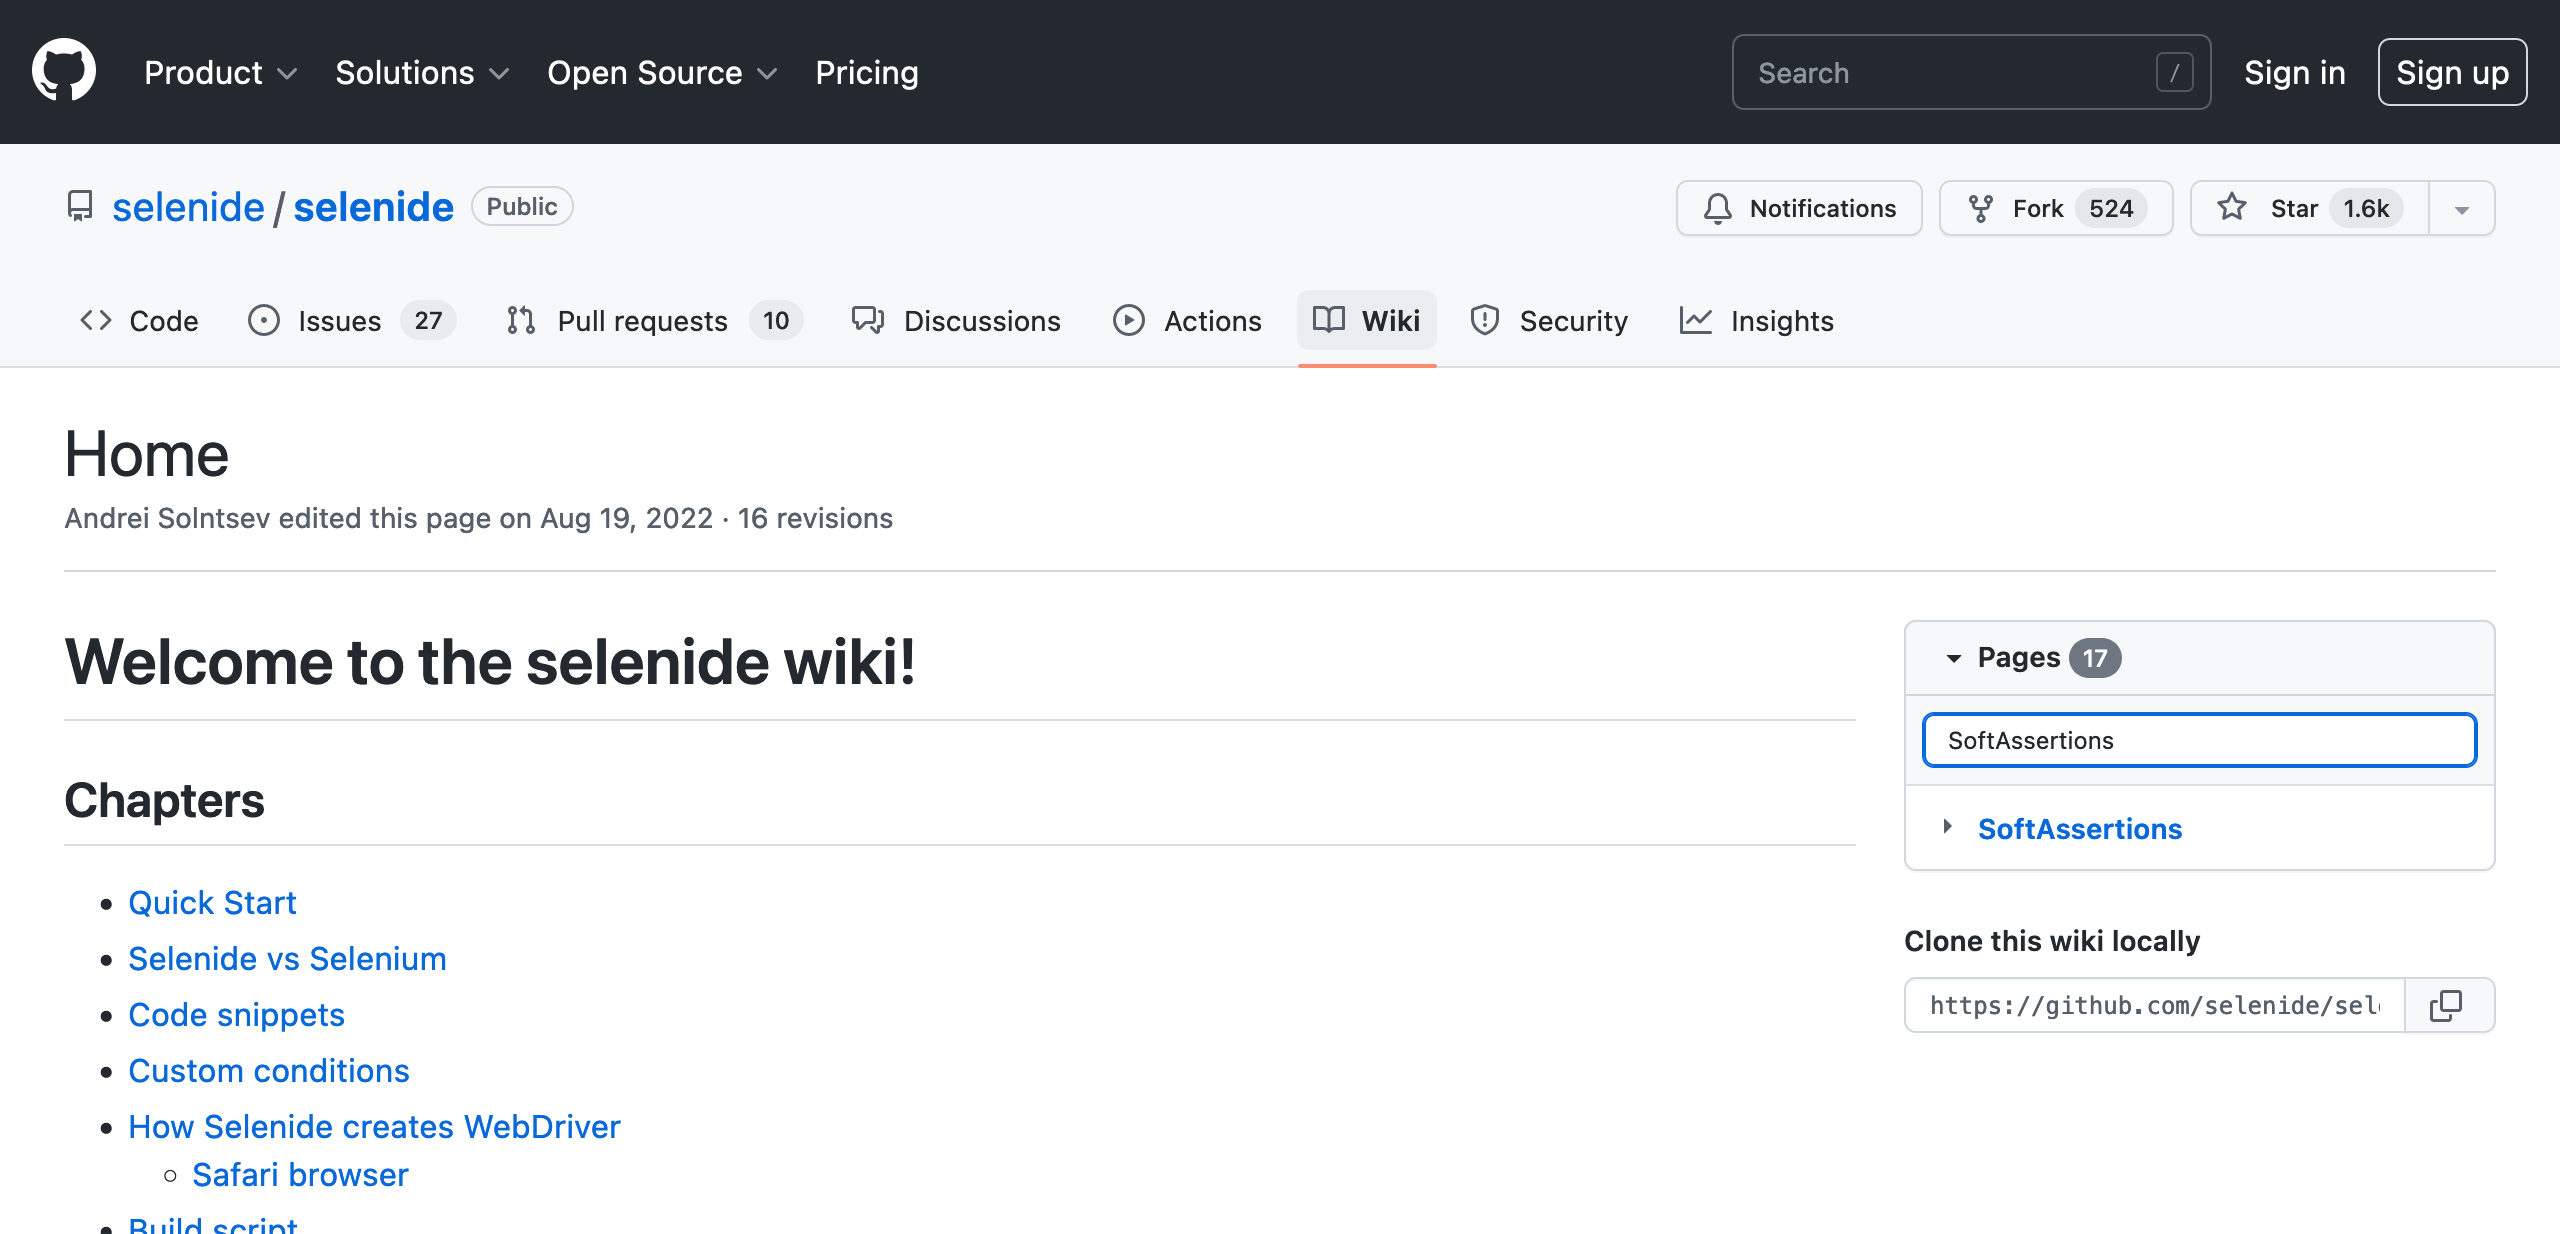 Product Solutions Open Source Pricing Search / Sign in Sign up
selenide / selenide Public Notifications Fork 524 Star 1.6k
Code Issues 27 Pull requests 10 Discussions Actions Wiki Security Insights
Home
Andrei Solntsev edited this page on Aug 19, 2022 · 16 revisions
Welcome to the selenide wiki!
Chapters
Quick Start
Selenide vs Selenium
Code snippets
Custom conditions
How Selenide creates WebDriver
Safari browser
Build script
Pages 17
SoftAssertions
SoftAssertions
Clone this wiki locally
https://github.com/selenide/sel